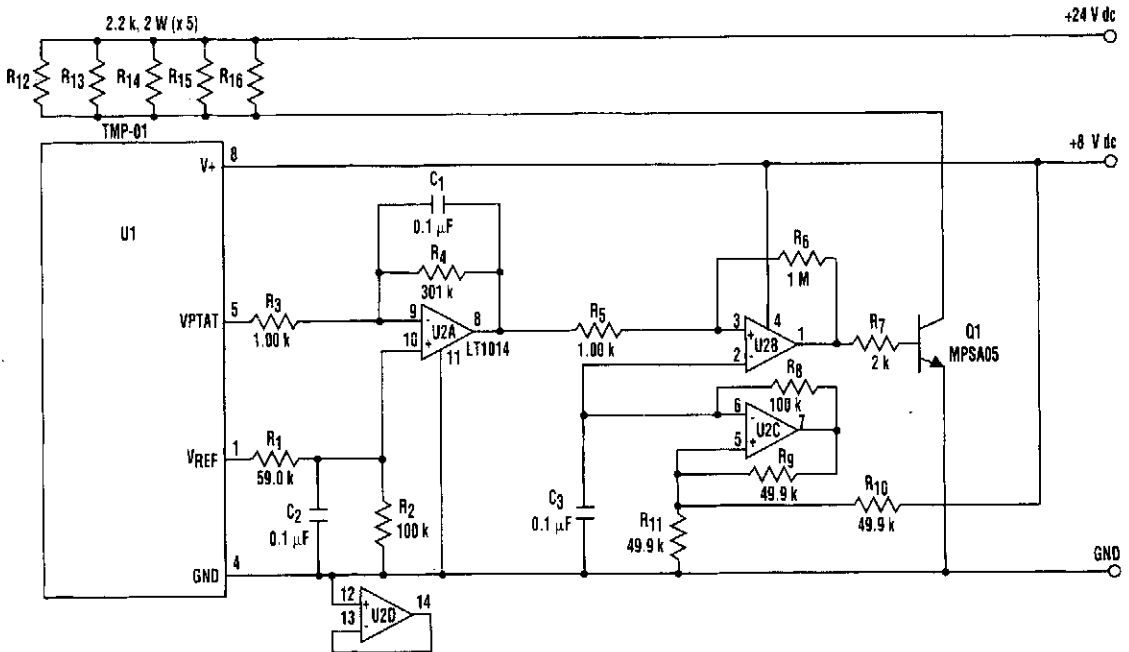 2.2 k, 2 W (x 5)
+24 V dc
R12
R13
R14
R15
R16
TMP-01
V+
8
+8 V dc
U1
C1
0.1 µF
R4
301 k
R6
1 M
VPTAT
5
R3
1.00 k
9
-
10
+
U2A
8
11
LT1014
R5
1.00 k
3
+
2
-
U2B
4
1
R7
2 k
Q1
MPSA05
R8
100 k
6
-
5
+
U2C
7
R9
49.9 k
VREF
1
R1
59.0 k
C2
0.1 µF
R2
100 k
C3
0.1 µF
R11
49.9 k
R10
49.9 k
GND
4
GND
12
+
13
-
U2D
14